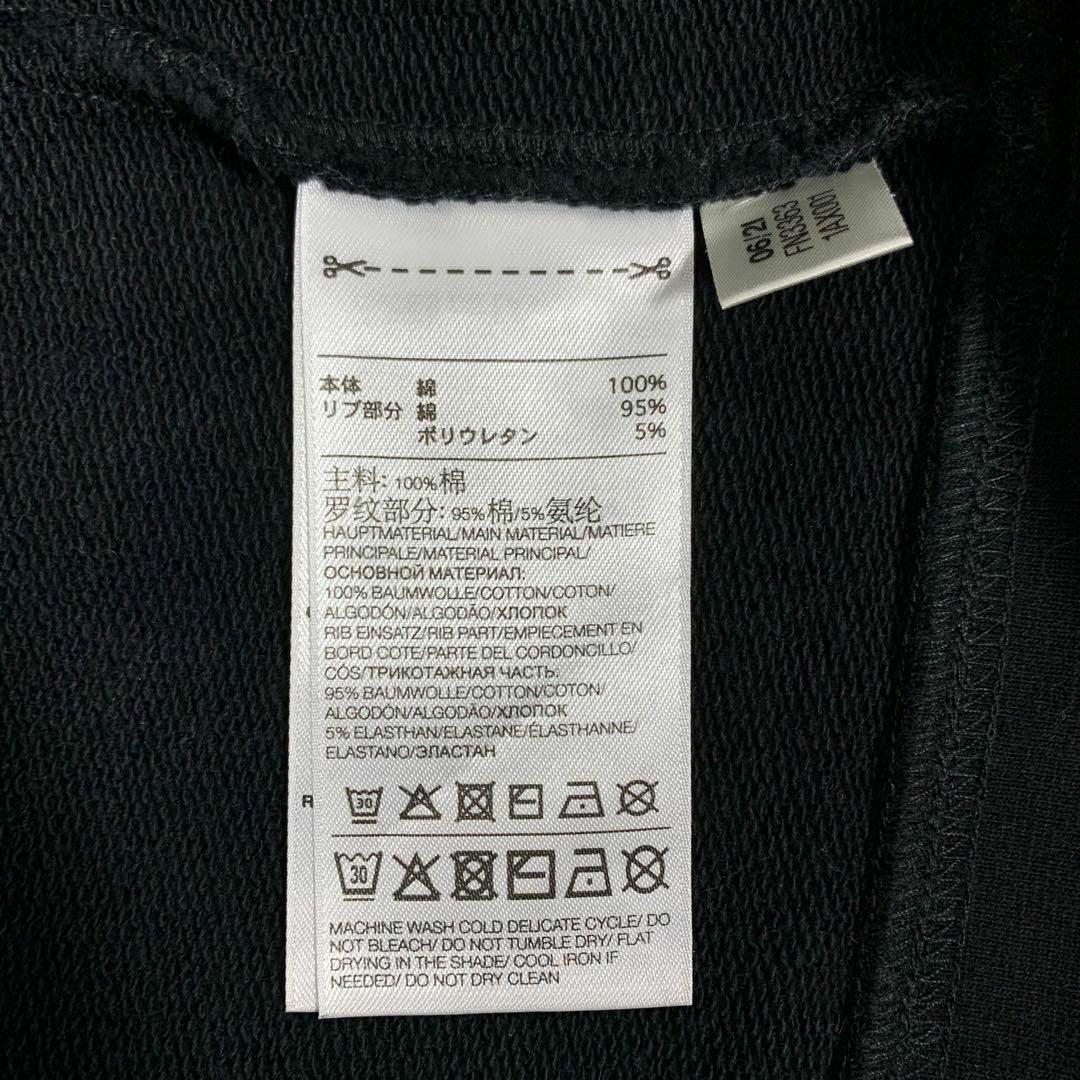 06/21
FN3363
1AX001
本体 綿 100%
リブ部分 綿 95%
ポリウレタン 5%
主料: 100%棉
罗纹部分: 95%棉/5%氨纶
HAUPTMATERIAL/MAIN MATERIAL/MATIERE
PRINCIPALE/MATERIAL PRINCIPAL/
ОСНОВНОЙ МАТЕРИАЛ:
100% BAUMWOLLE/COTTON/COTON/
ALGODÓN/ALGODÃO/ХЛОПОК
RIB EINSATZ/RIB PART/EMPIECEMENT EN
BORD COTE/PARTE DEL CORDONCILLO/
CÓS/ТРИКОТАЖНАЯ ЧАСТЬ:
95% BAUMWOLLE/COTTON/COTON/
ALGODÓN/ALGODÃO/ХЛОПОК
5% ELASTHAN/ELASTANE/ÉLASTHANNE/
ELASTANO/ЭЛАСТАН
30
30
MACHINE WASH COLD DELICATE CYCLE/ DO
NOT BLEACH/ DO NOT TUMBLE DRY/ FLAT
DRYING IN THE SHADE/ COOL IRON IF
NEEDED/ DO NOT DRY CLEAN